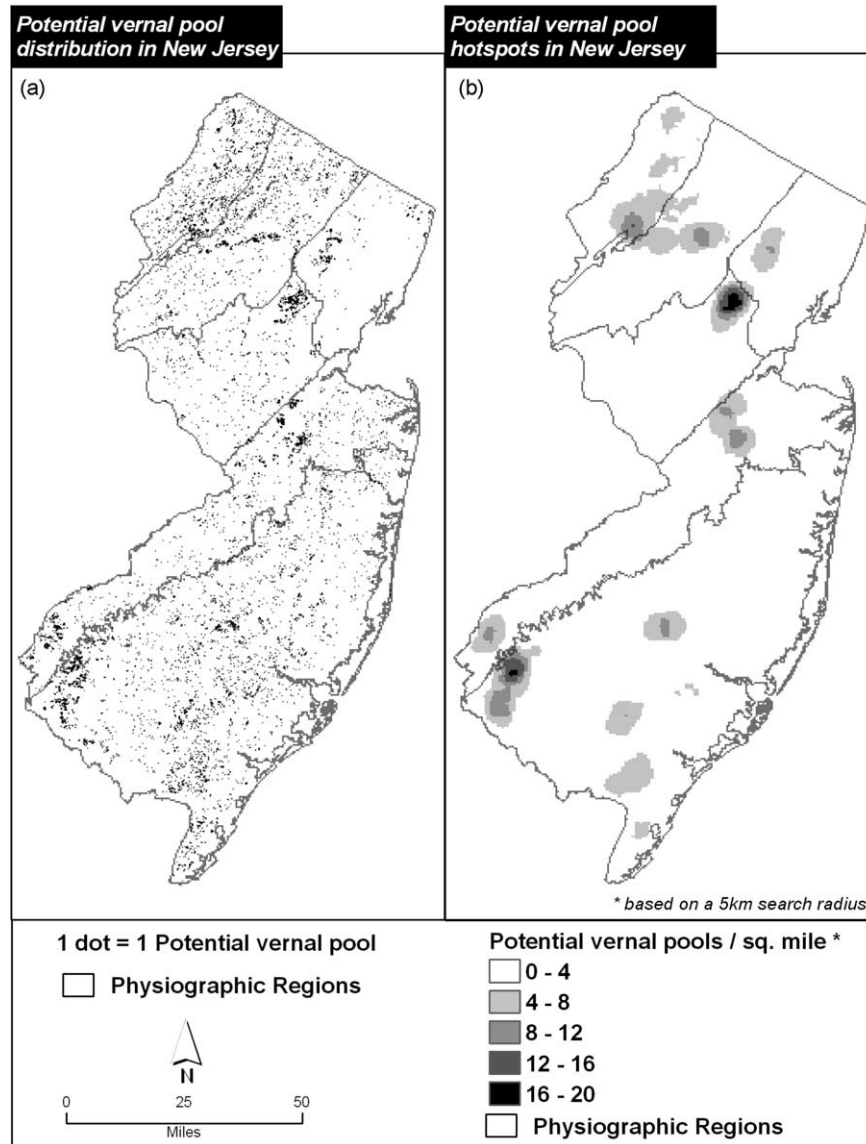 Potential vernal pool
distribution in New Jersey
(a)
Potential vernal pool
hotspots in New Jersey
(b)
* based on a 5km search radius
1 dot = 1 Potential vernal pool
Physiographic Regions
N
0 25 50
Miles
Potential vernal pools / sq. mile *
0 - 4
4 - 8
8 - 12
12 - 16
16 - 20
Physiographic Regions